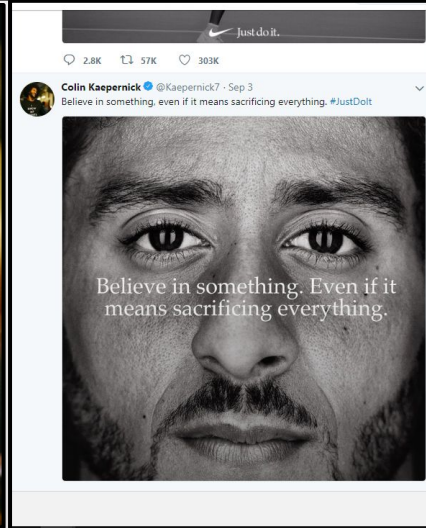 Just do it.
2.8K 57K 303K
Colin Kaepernick @Kaepernick7 · Sep 3
Believe in something, even if it means sacrificing everything. #JustDoIt
Believe in something. Even if it
means sacrificing everything.